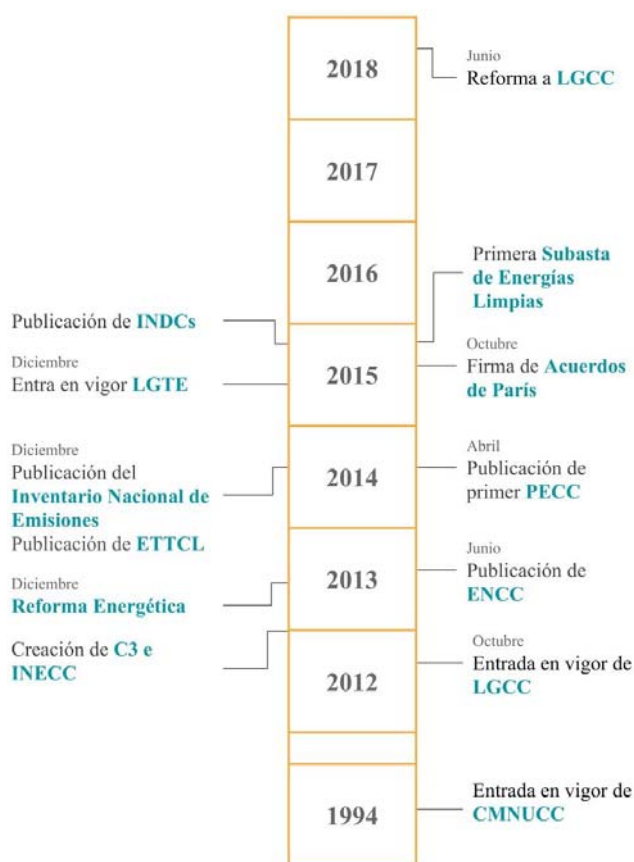 2018
Junio
Reforma a LGCC
2017
2016
Primera Subasta
de Energías
Limpias
Publicación de INDCs
Diciembre
Entra en vigor LGTE
2015
Octubre
Firma de Acuerdos
de París
Diciembre
Publicación del
Inventario Nacional de
Emisiones
Publicación de ETTCL
2014
Abril
Publicación de
primer PECC
Diciembre
Reforma Energética
2013
Junio
Publicación de
ENCC
Creación de C3 e
INECC
2012
Octubre
Entrada en vigor de
LGCC
1994
Entrada en vigor de
CMNUCC